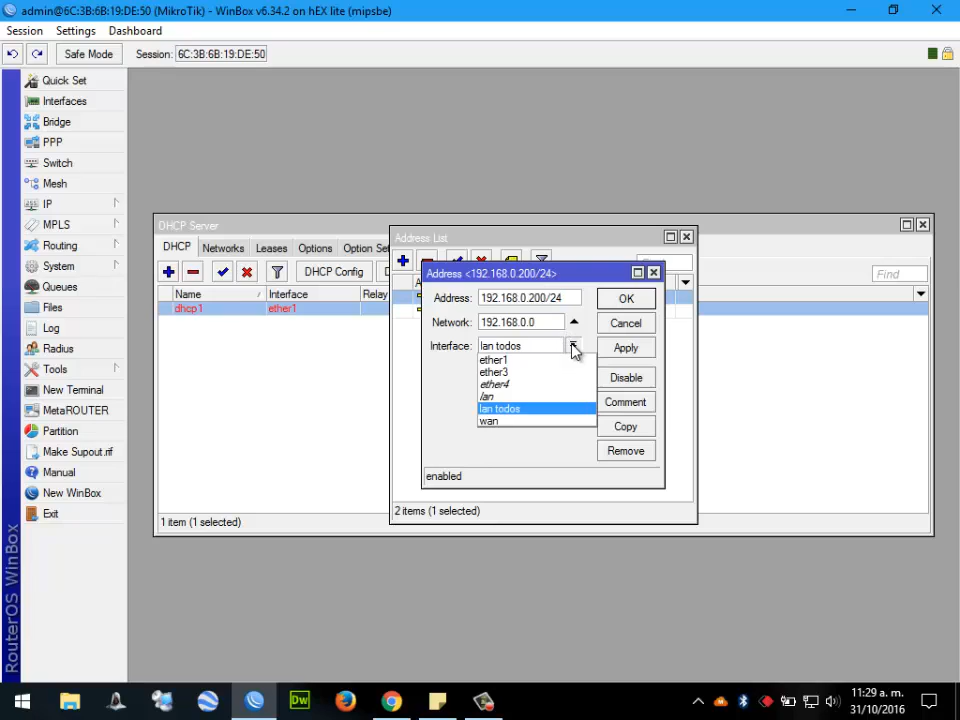 admin@6C:3B:6B:19:DE:50 (MikroTik) - WinBox v6.34.2 on hEX lite (mipsbe)
Session Settings Dashboard
Safe Mode Session: 6C:3B:6B:19:DE:50
Quick Set
Interfaces
Bridge
PPP
Switch
Mesh
IP
MPLS
Routing
System
Queues
Files
Log
Radius
Tools
New Terminal
MetaROUTER
Partition
Make Supout.rif
Manual
New WinBox
Exit
RouterOS WinBox
DHCP Server
DHCP Networks Leases Options Option Set
DHCP Config
Find
Name Interface Relay
dhcp1 ether1
1 item (1 selected)
Address List
2 items (1 selected)
Address <192.168.0.200/24>
Address: 192.168.0.200/24
Network: 192.168.0.0
Interface: lan todos
ether1
ether3
ether4
lan
lan todos
wan
OK
Cancel
Apply
Disable
Comment
Copy
Remove
enabled
Dw
11:29 a. m.
31/10/2016